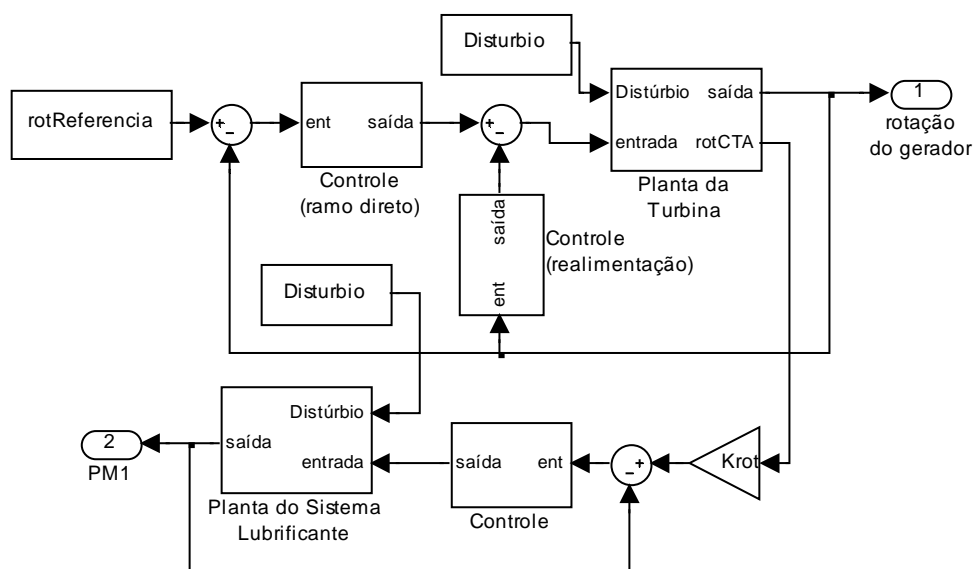 Disturbio
rotReferencia
+
-
ent
saída
Controle
(ramo direto)
+
-
Distúrbio
saída
entrada
rotCTA
Planta da
Turbina
1
rotação
do gerador
saída
ent
Controle
(realimentação)
Disturbio
Distúrbio
saída
entrada
Planta do Sistema
Lubrificante
2
PM1
saída
ent
Controle
-
+
Krot